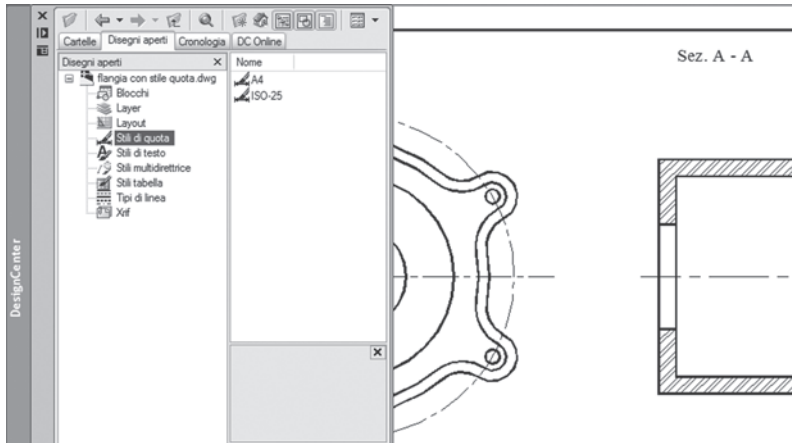 DesignCenter
Cartelle Disegni aperti Cronologia DC Online
Disegni aperti
flangia con stile quota.dwg
Blocchi
Layer
Layout
Stili di quota
Stili di testo
Stili multidirettrice
Stili tabella
Tipi di linea
Xrif
Nome
A4
ISO-25
Sez. A - A